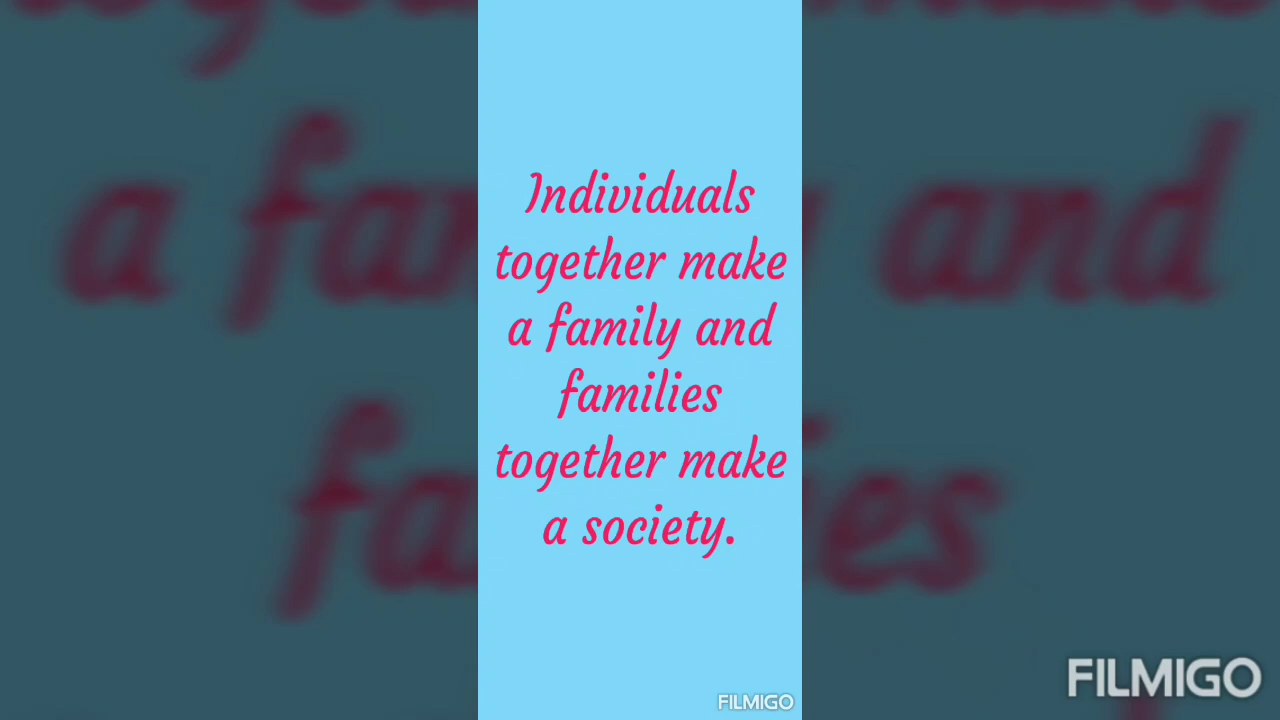 Individuals
together make
a family and
families
together make
a society.
FILMIGO
FILMIGO